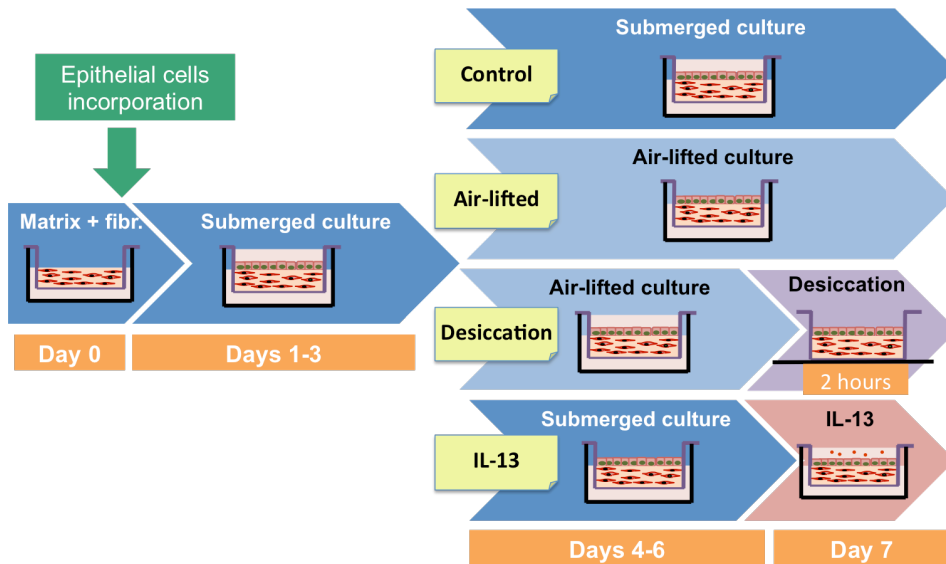 Epithelial cells
incorporation
Matrix + fibr.
Submerged culture
Day 0
Days 1-3
Control
Submerged culture
Air-lifted
Air-lifted culture
Desiccation
Air-lifted culture
Desiccation
2 hours
IL-13
Submerged culture
IL-13
Days 4-6
Day 7